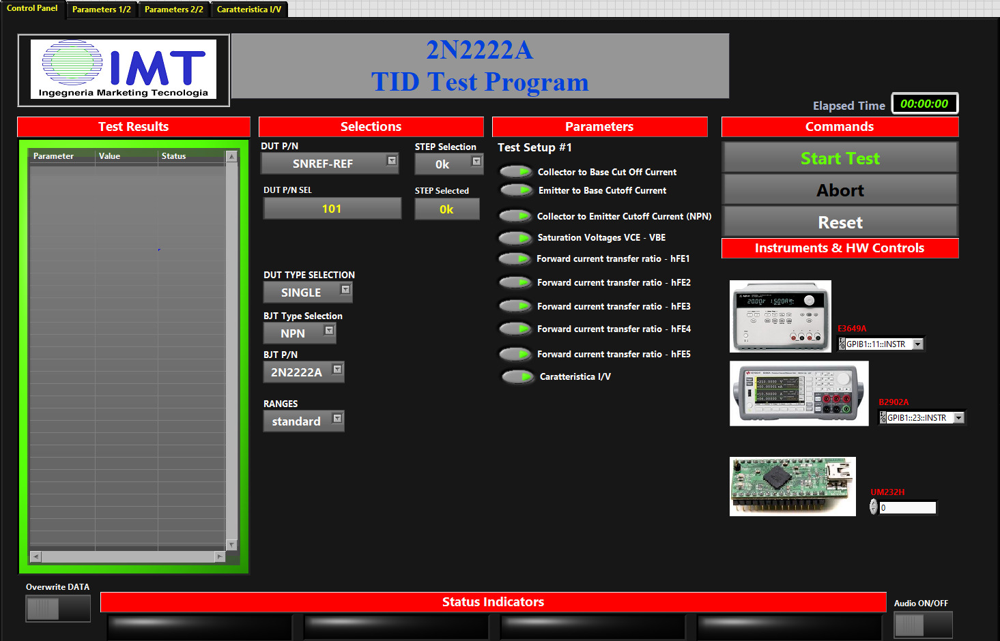 Control Panel
Parameters 1/2
Parameters 2/2
Caratteristica I/V
IMT
Ingegneria Marketing Tecnologia
2N2222A
TID Test Program
Elapsed Time
00:00:00
Test Results
Parameter
Value
Status
Selections
DUT P/N
SNREF-REF
STEP Selection
0k
DUT P/N SEL
101
STEP Selected
0k
DUT TYPE SELECTION
SINGLE
BJT Type Selection
NPN
BJT P/N
2N2222A
RANGES
standard
Parameters
Test Setup #1
Collector to Base Cut Off Current
Emitter to Base Cutoff Current
Collector to Emitter Cutoff Current (NPN)
Saturation Voltages VCE - VBE
Forward current transfer ratio - hFE1
Forward current transfer ratio - hFE2
Forward current transfer ratio - hFE3
Forward current transfer ratio - hFE4
Forward current transfer ratio - hFE5
Caratteristica I/V
Commands
Start Test
Abort
Reset
Instruments & HW Controls
E3649A
GPIB1::11::INSTR
B2902A
GPIB1::23::INSTR
UM232H
0
Overwrite DATA
Status Indicators
Audio ON/OFF